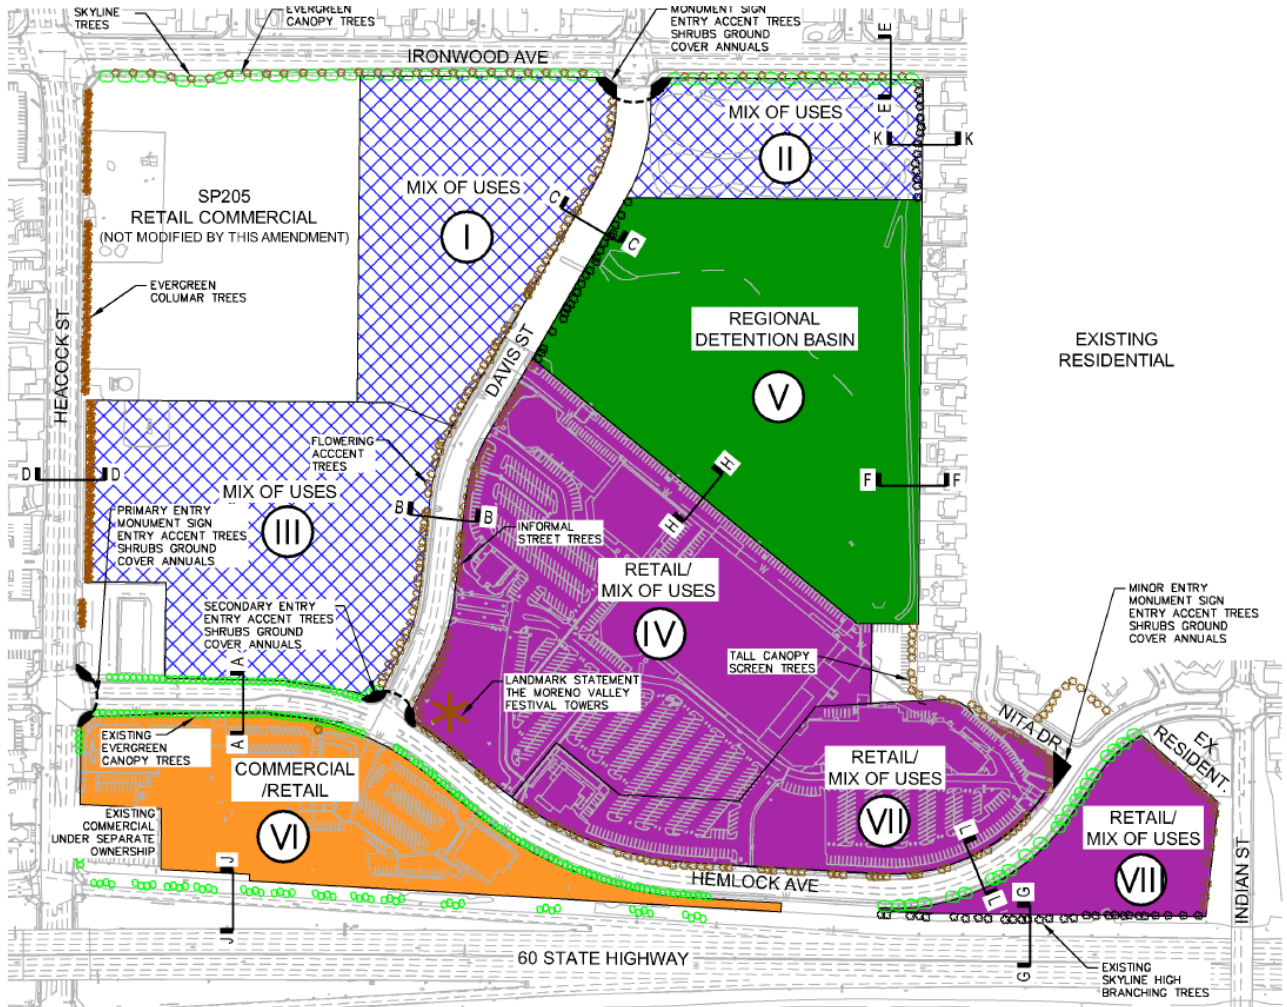 SKYLINE
TREES
EVERGREEN
CANOPY TREES
MONUMENT SIGN
ENTRY ACCENT TREES
SHRUBS GROUND
COVER ANNUALS
IRONWOOD AVE
E
E
K
K
MIX OF USES
II
MIX OF USES
I
SP205
RETAIL COMMERCIAL
(NOT MODIFIED BY THIS AMENDMENT)
C
C
EVERGREEN
COLUMAR TREES
HEACOCK ST
DAVIS ST
REGIONAL
DETENTION BASIN
V
EXISTING
RESIDENTIAL
FLOWERING
ACCCENT
TREES
D
D
MIX OF USES
III
PRIMARY ENTRY
MONUMENT SIGN
ENTRY ACCENT TREES
SHRUBS GROUND
COVER ANNUALS
B
B
H
H
F
F
INFORMAL
STREET TREES
RETAIL/
MIX OF USES
IV
SECONDARY ENTRY
ENTRY ACCENT TREES
SHRUBS GROUND
COVER ANNUALS
MINOR ENTRY
MONUMENT SIGN
ENTRY ACCENT TREES
SHRUBS GROUND
COVER ANNUALS
TALL CANOPY
SCREEN TREES
LANDMARK STATEMENT
THE MORENO VALLEY
FESTIVAL TOWERS
A
A
NITA DR
EX.
RESIDENT.
EXISTING
EVERGREEN
CANOPY TREES
COMMERCIAL
/RETAIL
VI
RETAIL/
MIX OF USES
VII
EXISTING
COMMERCIAL
UNDER SEPARATE
OWNERSHIP
RETAIL/
MIX OF USES
VII
J
J
L
L
G
G
HEMLOCK AVE
INDIAN ST
60 STATE HIGHWAY
EXISTING
SKYLINE HIGH
BRANCHING TREES